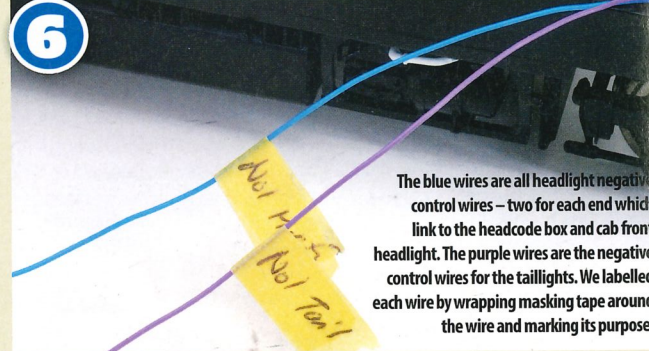 6
No1
No1 Tail
The blue wires are all headlight negative
control wires – two for each end which
link to the headcode box and cab front
headlight. The purple wires are the negative
control wires for the taillights. We labelled
each wire by wrapping masking tape around
the wire and marking its purpose